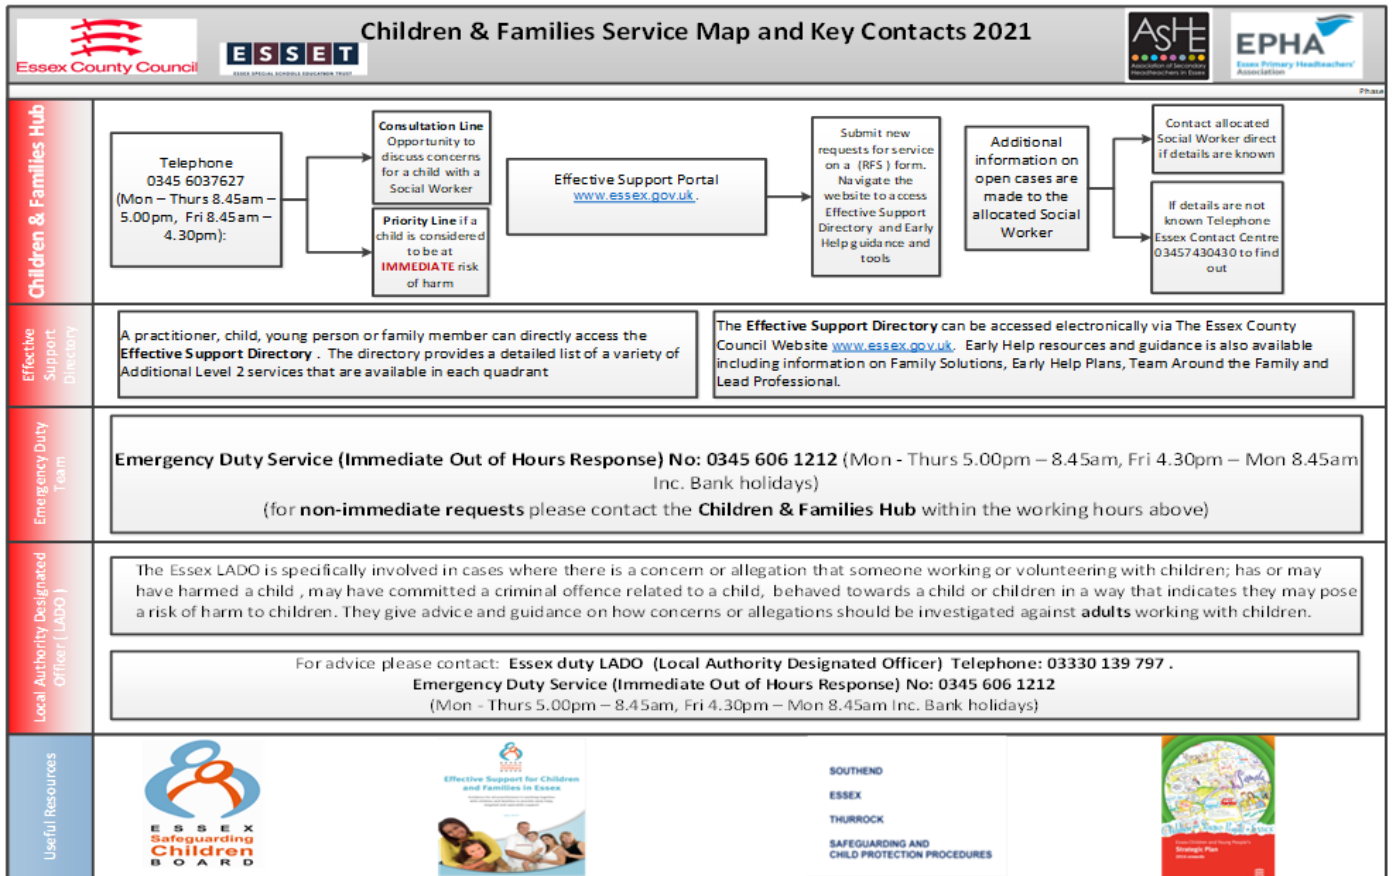 Children & Families Service Map and Key Contacts 2021
Essex County Council
ESSET
ESSEX SPECIAL SCHOOLS EDUCATION TRUST
ASHE
Association of Secondary
Headteachers in Essex
EPHA
Essex Primary Headteachers'
Association
Phase
Children & Families Hub
Telephone
0345 6037627
(Mon – Thurs 8.45am –
5.00pm, Fri 8.45am –
4.30pm):
Consultation Line
Opportunity to
discuss concerns
for a child with a
Social Worker
Priority Line if a
child is considered
to be at
IMMEDIATE risk
of harm
Effective Support Portal
www.essex.gov.uk.
Submit new
requests for service
on a (RFS ) form.
Navigate the
website to access
Effective Support
Directory and Early
Help guidance and
tools
Additional
information on
open cases are
made to the
allocated Social
Worker
Contact allocated
Social Worker direct
if details are known
If details are not
known Telephone
Essex Contact Centre
03457430430 to find
out
Effective
Support
Directory
A practitioner, child, young person or family member can directly access the
Effective Support Directory . The directory provides a detailed list of a variety of
Additional Level 2 services that are available in each quadrant
The Effective Support Directory can be accessed electronically via The Essex County
Council Website www.essex.gov.uk. Early Help resources and guidance is also available
including information on Family Solutions, Early Help Plans, Team Around the Family and
Lead Professional.
Emergency Duty
Team
Emergency Duty Service (Immediate Out of Hours Response) No: 0345 606 1212 (Mon - Thurs 5.00pm – 8.45am, Fri 4.30pm – Mon 8.45am
Inc. Bank holidays)
(for non-immediate requests please contact the Children & Families Hub within the working hours above)
Local Authority Designated
Officer ( LADO )
The Essex LADO is specifically involved in cases where there is a concern or allegation that someone working or volunteering with children; has or may
have harmed a child , may have committed a criminal offence related to a child, behaved towards a child or children in a way that indicates they may pose
a risk of harm to children. They give advice and guidance on how concerns or allegations should be investigated against adults working with children.
For advice please contact: Essex duty LADO (Local Authority Designated Officer) Telephone: 03330 139 797 .
Emergency Duty Service (Immediate Out of Hours Response) No: 0345 606 1212
(Mon - Thurs 5.00pm – 8.45am, Fri 4.30pm – Mon 8.45am Inc. Bank holidays)
Useful Resources
ESSEX
Safeguarding
Children
BOARD
Effective Support for Children
and Families in Essex
SOUTHEND
ESSEX
THURROCK
SAFEGUARDING AND
CHILD PROTECTION PROCEDURES
Essex Children and Young People's
Strategic Plan